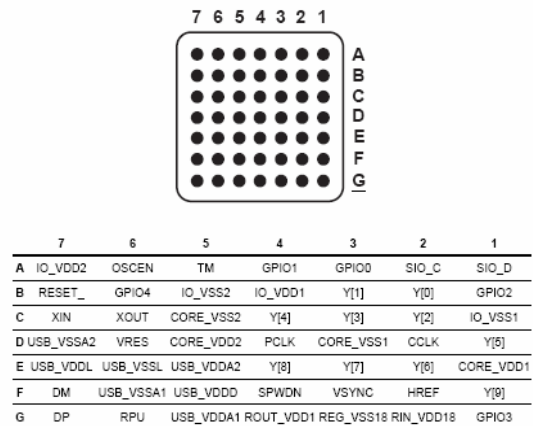 7 6 5 4 3 2 1
A
B
C
D
E
F
G
7 6 5 4 3 2 1
A IO_VDD2 OSCEN TM GPIO1 GPIO0 SIO_C SIO_D
B RESET_ GPIO4 IO_VSS2 IO_VDD1 Y[1] Y[0] GPIO2
C XIN XOUT CORE_VSS2 Y[4] Y[3] Y[2] IO_VSS1
D USB_VSSA2 VRES CORE_VDD2 PCLK CORE_VSS1 CCLK Y[5]
E USB_VDDL USB_VSSL USB_VDDA2 Y[8] Y[7] Y[6] CORE_VDD1
F DM USB_VSSA1 USB_VDDD SPWDN VSYNC HREF Y[9]
G DP RPU USB_VDDA1 ROUT_VDD1 REG_VSS18 RIN_VDD18 GPIO3